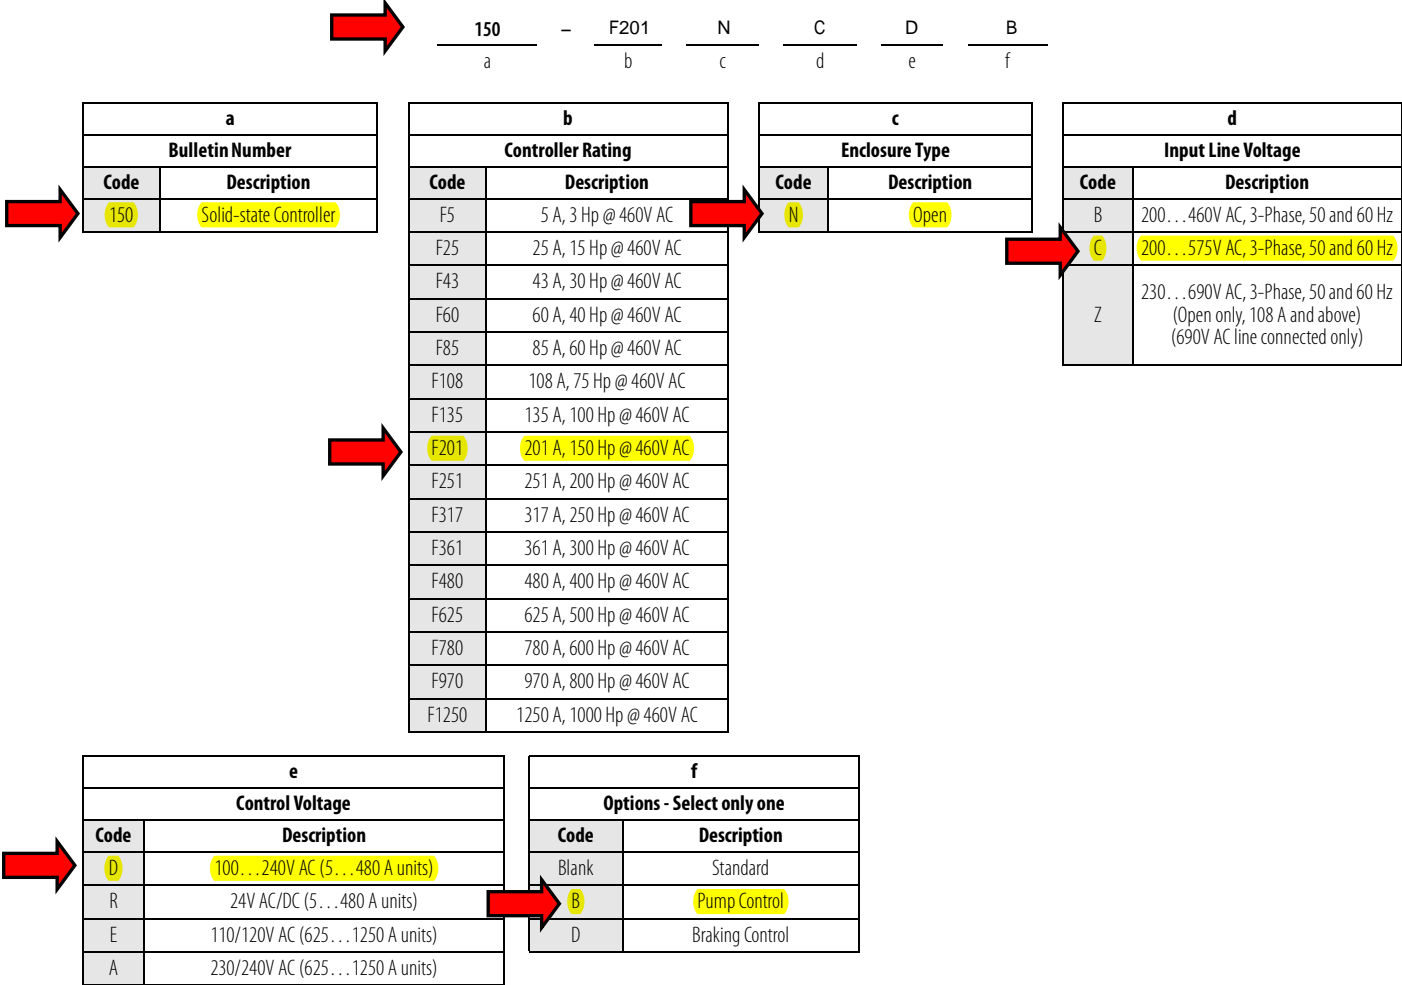 150 – F201 N C D B
a b c d e f
a
Bulletin Number
Code Description
150 Solid-state Controller
b
Controller Rating
Code Description
F5 5 A, 3 Hp @ 460V AC
F25 25 A, 15 Hp @ 460V AC
F43 43 A, 30 Hp @ 460V AC
F60 60 A, 40 Hp @ 460V AC
F85 85 A, 60 Hp @ 460V AC
F108 108 A, 75 Hp @ 460V AC
F135 135 A, 100 Hp @ 460V AC
F201 201 A, 150 Hp @ 460V AC
F251 251 A, 200 Hp @ 460V AC
F317 317 A, 250 Hp @ 460V AC
F361 361 A, 300 Hp @ 460V AC
F480 480 A, 400 Hp @ 460V AC
F625 625 A, 500 Hp @ 460V AC
F780 780 A, 600 Hp @ 460V AC
F970 970 A, 800 Hp @ 460V AC
F1250 1250 A, 1000 Hp @ 460V AC
c
Enclosure Type
Code Description
N Open
d
Input Line Voltage
Code Description
B 200…460V AC, 3-Phase, 50 and 60 Hz
C 200…575V AC, 3-Phase, 50 and 60 Hz
Z 230…690V AC, 3-Phase, 50 and 60 Hz
(Open only, 108 A and above)
(690V AC line connected only)
e
Control Voltage
Code Description
D 100…240V AC (5…480 A units)
R 24V AC/DC (5…480 A units)
E 110/120V AC (625…1250 A units)
A 230/240V AC (625…1250 A units)
f
Options - Select only one
Code Description
Blank Standard
B Pump Control
D Braking Control